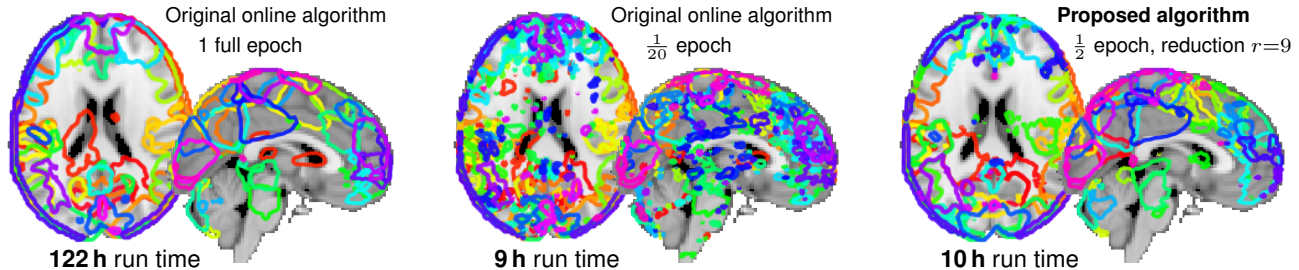 Original online algorithm
1 full epoch
122 h run time
Original online algorithm
1/20 epoch
9 h run time
Proposed algorithm
1/2 epoch, reduction r=9
10 h run time